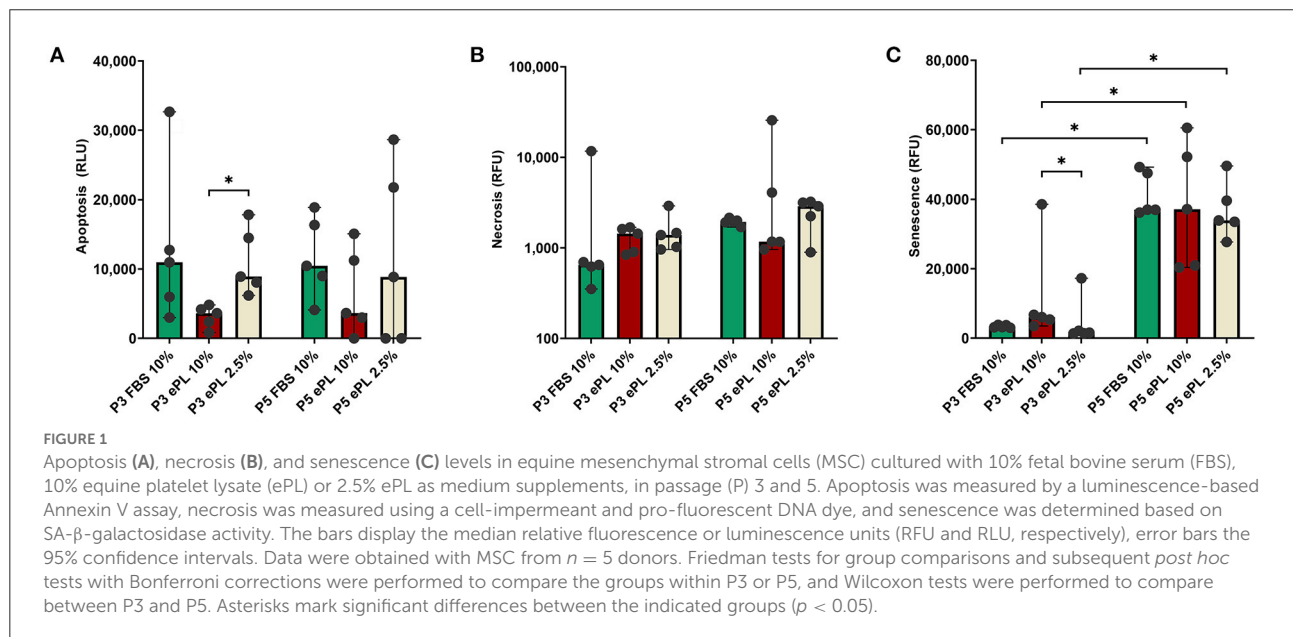 A
40,000
30,000
20,000
10,000
0
Apoptosis (RLU)
*
P3 FBS 10%
P3 ePL 10%
P3 ePL 2.5%
P5 FBS 10%
P5 ePL 10%
P5 ePL 2.5%
B
100,000
10,000
1,000
100
Necrosis (RFU)
P3 FBS 10%
P3 ePL 10%
P3 ePL 2.5%
P5 FBS 10%
P5 ePL 10%
P5 ePL 2.5%
C
80,000
60,000
40,000
20,000
0
Senescence (RFU)
*
*
*
*
P3 FBS 10%
P3 ePL 10%
P3 ePL 2.5%
P5 FBS 10%
P5 ePL 10%
P5 ePL 2.5%
FIGURE 1
Apoptosis (A), necrosis (B), and senescence (C) levels in equine mesenchymal stromal cells (MSC) cultured with 10% fetal bovine serum (FBS),
10% equine platelet lysate (ePL) or 2.5% ePL as medium supplements, in passage (P) 3 and 5. Apoptosis was measured by a luminescence-based
Annexin V assay, necrosis was measured using a cell-impermeant and pro-fluorescent DNA dye, and senescence was determined based on
SA-β-galactosidase activity. The bars display the median relative fluorescence or luminescence units (RFU and RLU, respectively), error bars the
95% confidence intervals. Data were obtained with MSC from n = 5 donors. Friedman tests for group comparisons and subsequent post hoc
tests with Bonferroni corrections were performed to compare the groups within P3 or P5, and Wilcoxon tests were performed to compare
between P3 and P5. Asterisks mark significant differences between the indicated groups (p < 0.05).